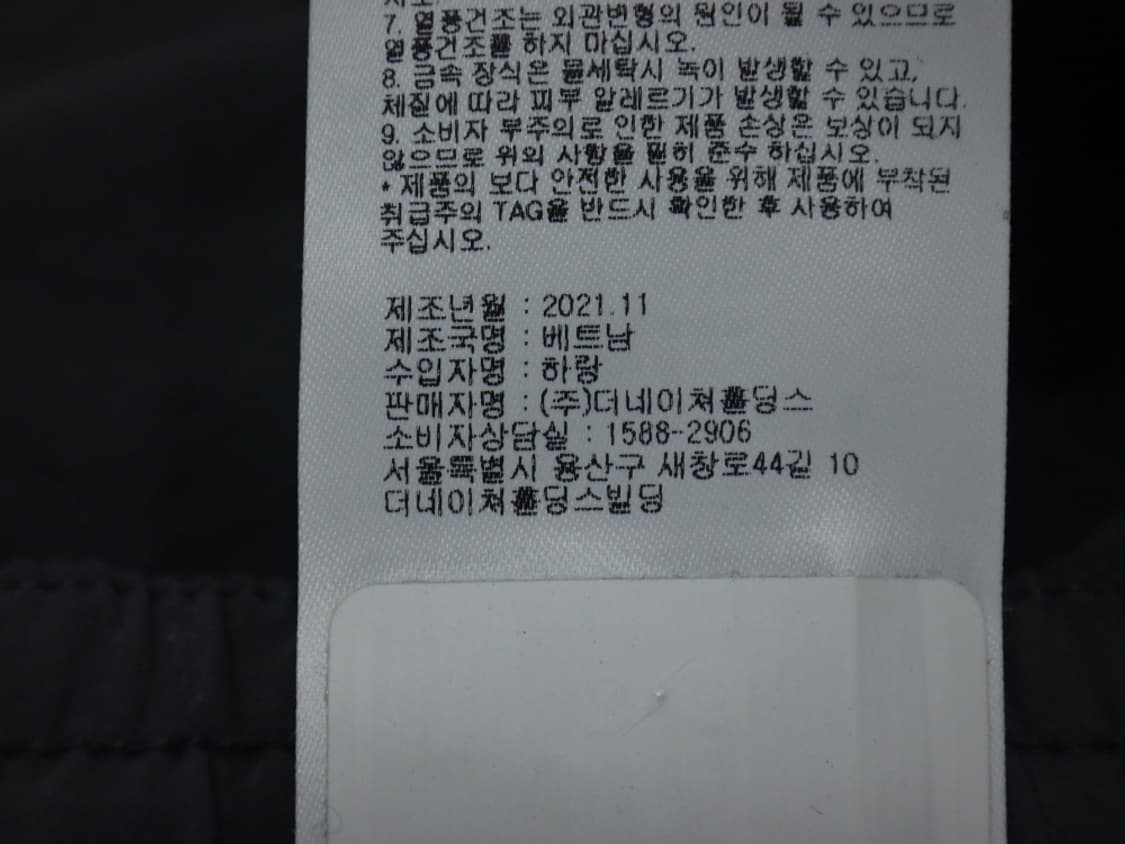 7. 열풍건조는 외관변형의 원인이 될 수 있으므로
열풍건조를 하지 마십시오.
8. 금속 장식은 물세탁시 녹이 발생할 수 있고,
체질에 따라 피부 알레르기가 발생할 수 있습니다.
9. 소비자 부주의로 인한 제품 손상은 보상이 되지
않으므로 위의 사항을 필히 준수 하십시오.
* 제품의 보다 안전한 사용을 위해 제품에 부착된
취급주의 TAG을 반드시 확인한 후 사용하여
주십시오.
제조년월 : 2021.11
제조국명 : 베트남
수입자명 : 하랑
판매자명 : (주)더네이쳐홀딩스
소비자상담실 : 1588-2906
서울특별시 용산구 새창로44길 10
더네이쳐홀딩스빌딩